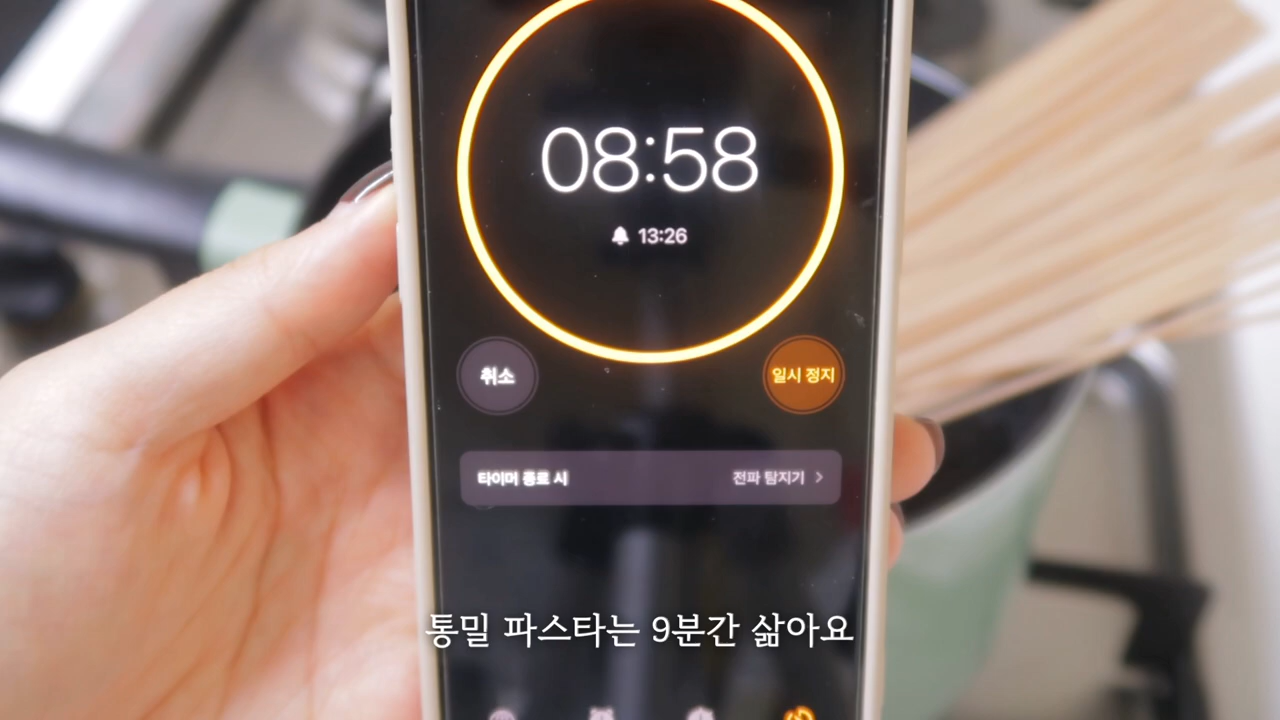 08:58
13:26
취소
일시 정지
타이머 종료 시
전파 탐지기
통밀 파스타는 9분간 삶아요